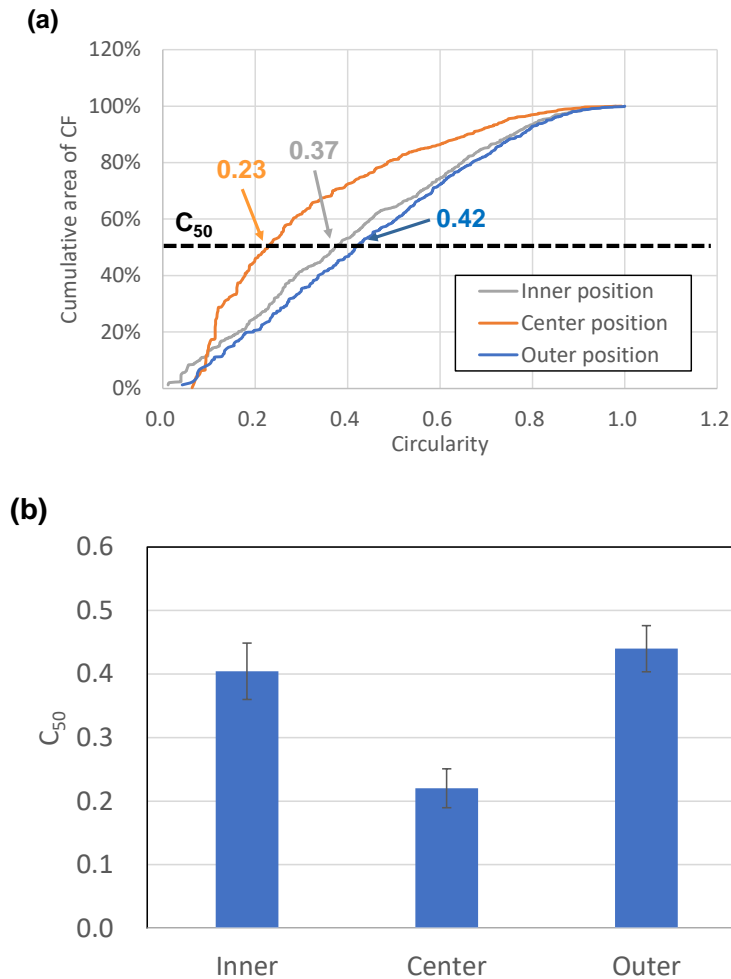 (a)
120%
100%
80%
60%
40%
20%
0%
Cumulative area of CF
0.37
0.23
0.42
C50
Inner position
Center position
Outer position
0.0 0.2 0.4 0.6 0.8 1.0 1.2
Circularity
(b)
0.6
0.5
0.4
0.3
0.2
0.1
0.0
C50
Inner Center Outer